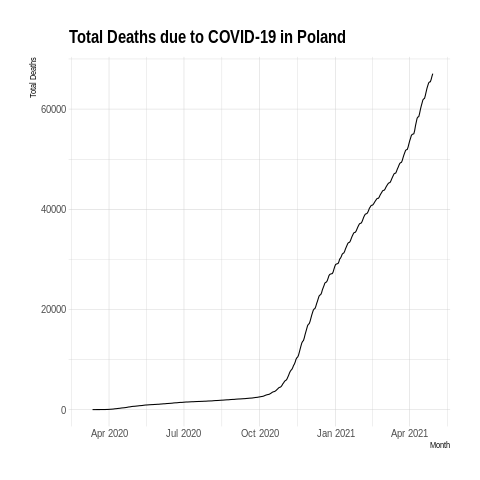 Total Deaths due to COVID-19 in Poland
Total Deaths
60000
40000
20000
0
Apr 2020 Jul 2020 Oct 2020 Jan 2021 Apr 2021
Month